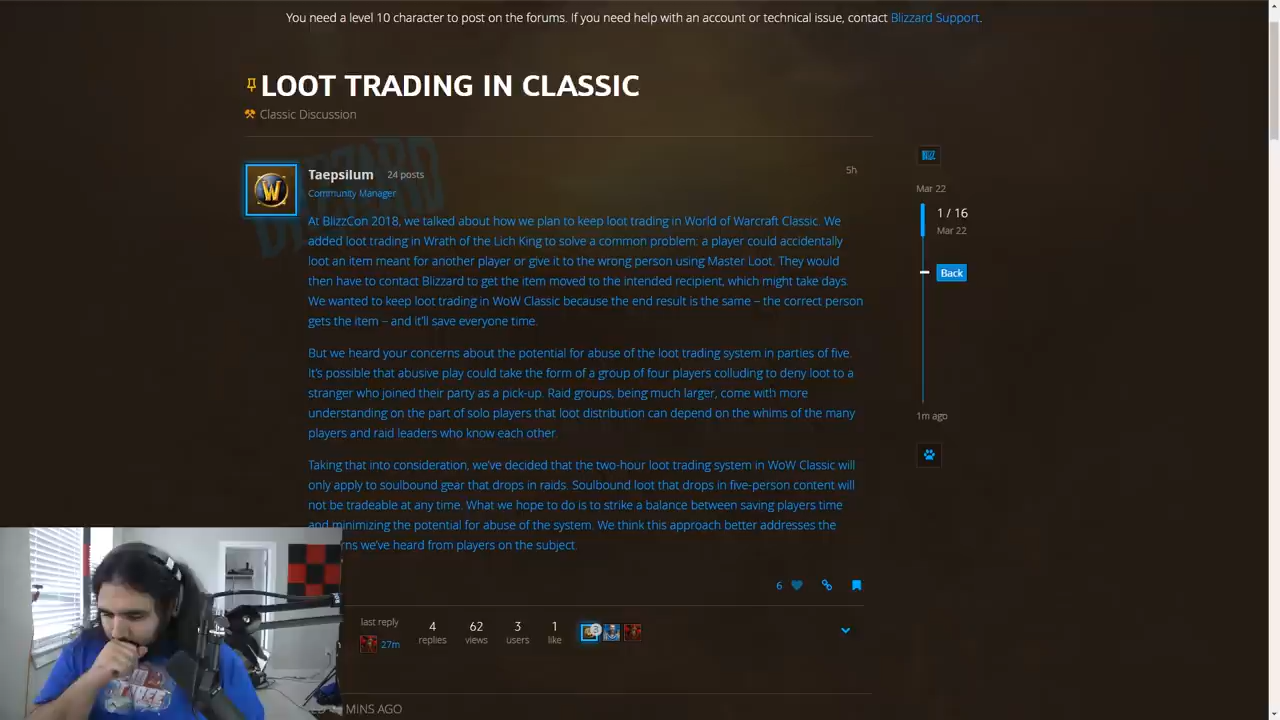 You need a level 10 character to post on the forums. If you need help with an account or technical issue, contact Blizzard Support.
LOOT TRADING IN CLASSIC
Classic Discussion
BLIZZARD
Taepsilum 24 posts 5h
Community Manager
At BlizzCon 2018, we talked about how we plan to keep loot trading in World of Warcraft Classic. We
added loot trading in Wrath of the Lich King to solve a common problem: a player could accidentally
loot an item meant for another player or give it to the wrong person using Master Loot. They would
then have to contact Blizzard to get the item moved to the intended recipient, which might take days.
We wanted to keep loot trading in WoW Classic because the end result is the same – the correct person
gets the item – and it'll save everyone time.
But we heard your concerns about the potential for abuse of the loot trading system in parties of five.
It's possible that abusive play could take the form of a group of four players colluding to deny loot to a
stranger who joined their party as a pick-up. Raid groups, being much larger, come with more
understanding on the part of solo players that loot distribution can depend on the whims of the many
players and raid leaders who know each other.
Taking that into consideration, we've decided that the two-hour loot trading system in WoW Classic will
only apply to soulbound gear that drops in raids. Soulbound loot that drops in five-person content will
not be tradeable at any time. What we hope to do is to strike a balance between saving players time
and minimizing the potential for abuse of the system. We think this approach better addresses the
rns we've heard from players on the subject.
6
last reply
27m
4 replies
62 views
3 users
1 like
3
MINS AGO
BLIZZ
Mar 22
1 / 16
Mar 22
Back
1m ago